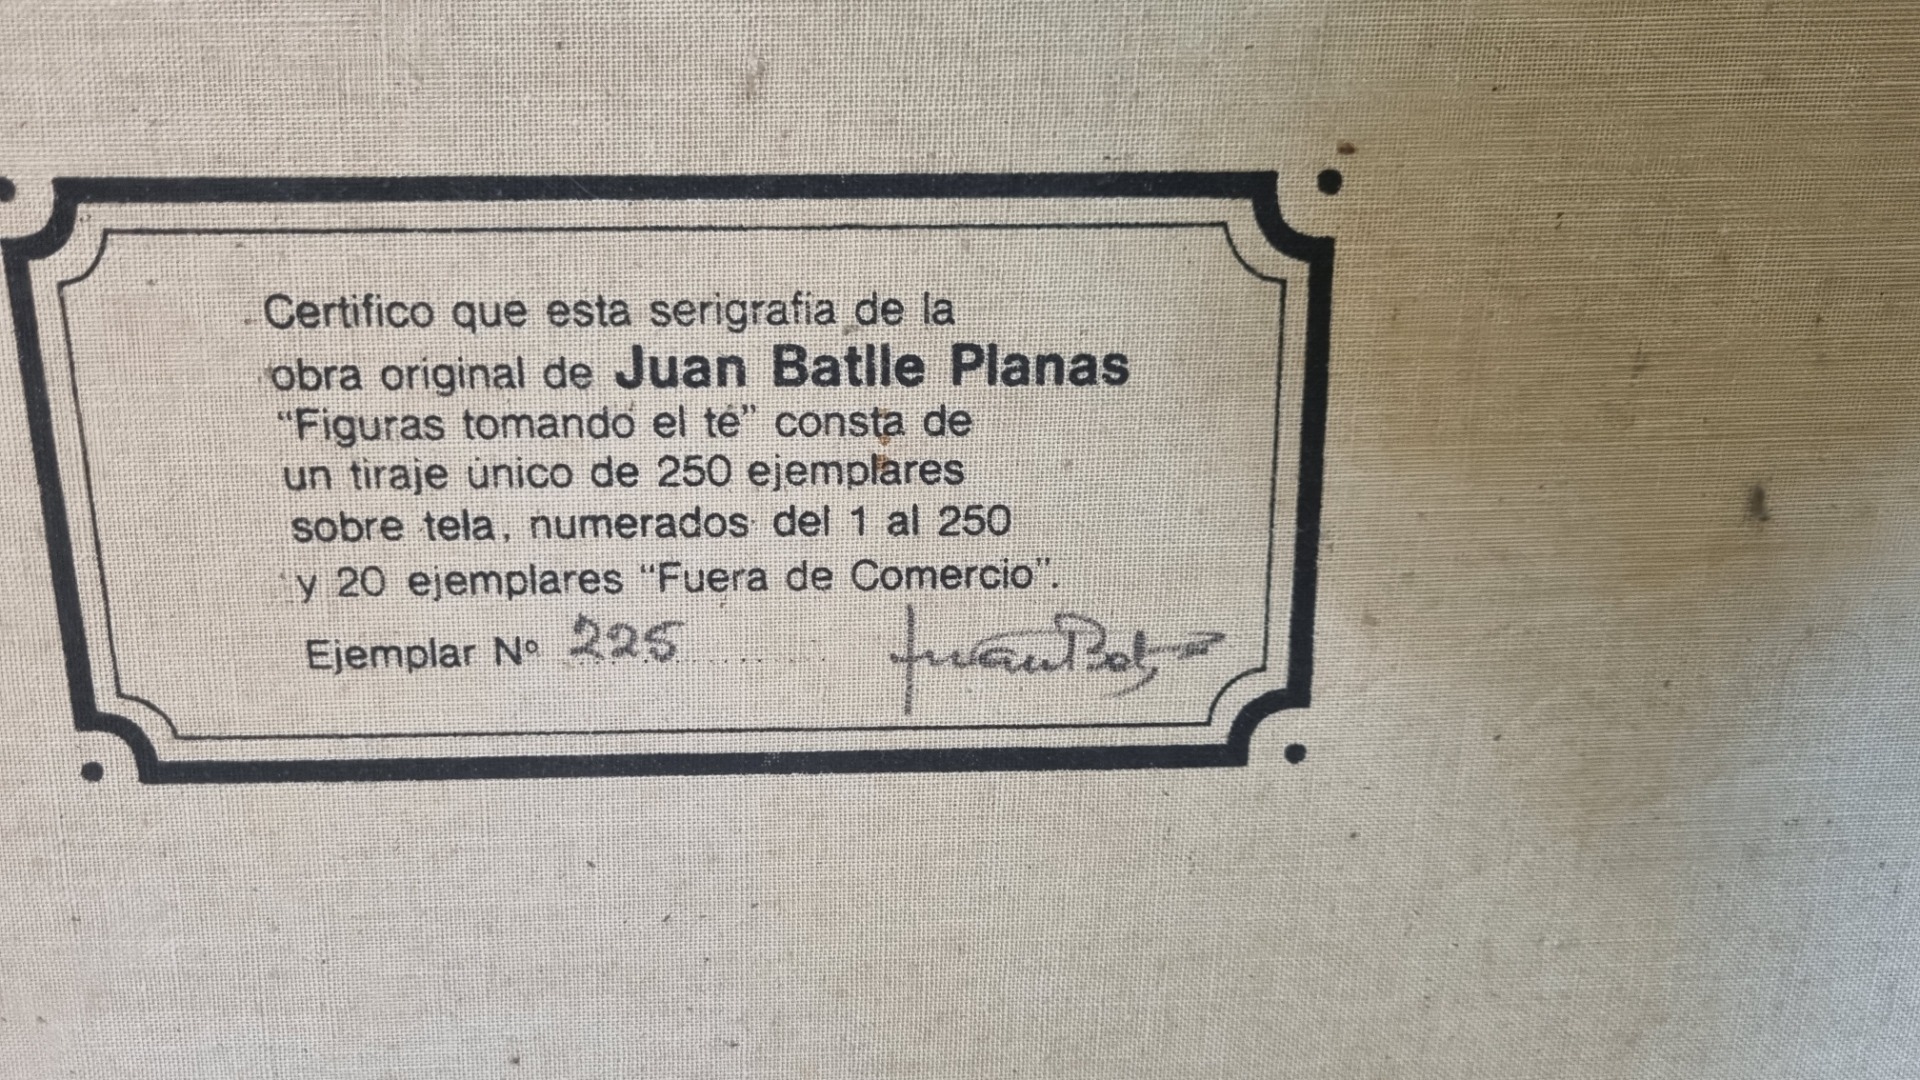 Certifico que esta serigrafía de la
obra original de Juan Batlle Planas
“Figuras tomando el té” consta de
un tiraje único de 250 ejemplares
sobre tela, numerados del 1 al 250
y 20 ejemplares “Fuera de Comercio”.
Ejemplar Nº 225